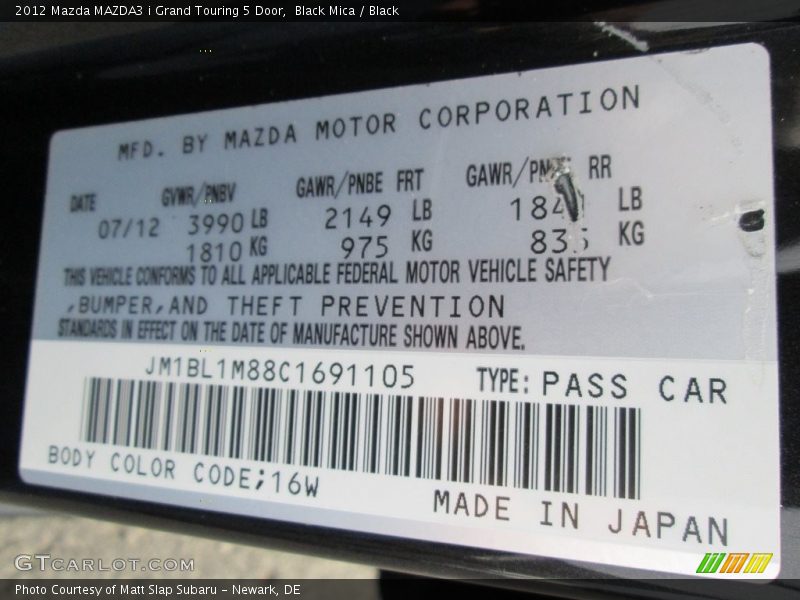 2012 Mazda MAZDA3 i Grand Touring 5 Door,  Black Mica / Black
MFD. BY MAZDA MOTOR CORPORATION
DATE GVWR/PNBV GAWR/PNBE FRT GAWR/ RR
07/12 3990 LB 2149 LB LB
1810 KG 975 KG KG
THIS VEHICLE CONFORMS TO ALL APPLICABLE FEDERAL MOTOR VEHICLE SAFETY
,BUMPER,AND THEFT PREVENTION
STANDARDS IN EFFECT ON THE DATE OF MANUFACTURE SHOWN ABOVE.
JM1BL1M88C1691105 TYPE: PASS CAR
BODY COLOR CODE;16W
MADE IN JAPAN
GTCARLOT.COM
Photo Courtesy of Matt Slap Subaru - Newark, DE